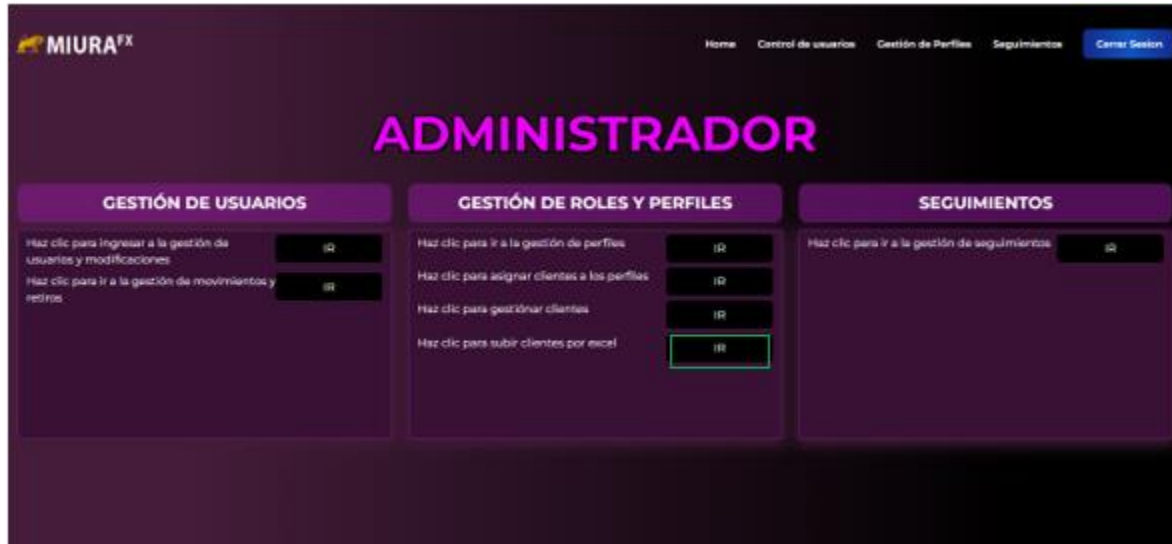 MIURAFX
Home Control de usuarios Gestión de Perfiles Seguimientos Cerrar Sesion
ADMINISTRADOR
GESTIÓN DE USUARIOS
Haz clic para ingresar a la gestión de
usuarios y modificaciones
IR
Haz clic para ir a la gestión de movimientos y
retiros
IR
GESTIÓN DE ROLES Y PERFILES
Haz clic para ir a la gestión de perfiles
IR
Haz clic para asignar clientes a los perfiles
IR
Haz clic para gestiónar clientes
IR
Haz clic para subir clientes por excel
IR
SEGUIMIENTOS
Haz clic para ir a la gestión de seguimientos
IR